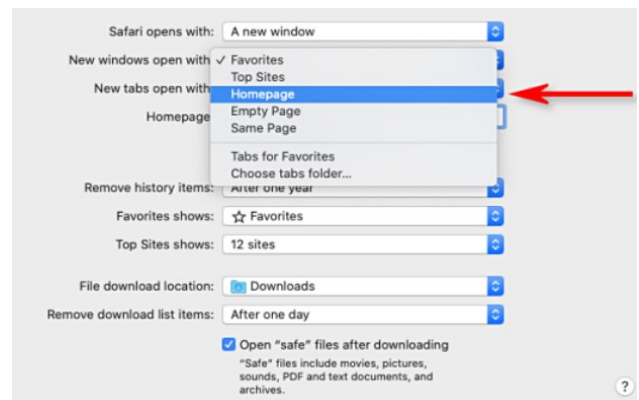 Safari opens with: A new window
New windows open with ✓ Favorites
Top Sites
New tabs open with
Homepage
Homepage Empty Page
Same Page
Tabs for Favorites
Choose tabs folder...
Remove history items: After one year
Favorites shows: ☆ Favorites
Top Sites shows: 12 sites
File download location: Downloads
Remove download list items: After one day
Open “safe” files after downloading
“Safe” files include movies, pictures,
sounds, PDF and text documents, and
archives.
?